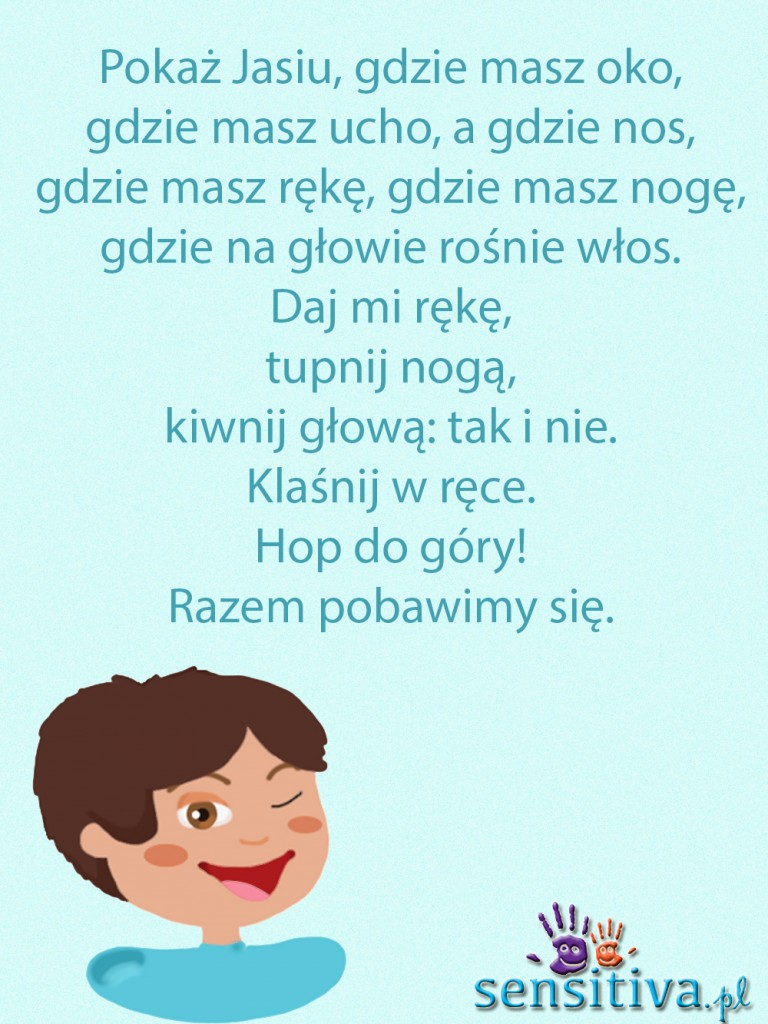 Pokaż Jasiu, gdzie masz oko,
gdzie masz ucho, a gdzie nos,
gdzie masz rękę, gdzie masz nogę,
gdzie na głowie rośnie włos.
Daj mi rękę,
tupnij nogą,
kiwnij głową: tak i nie.
Klaśnij w ręce.
Hop do góry!
Razem pobawimy się.
sensitiva.pl